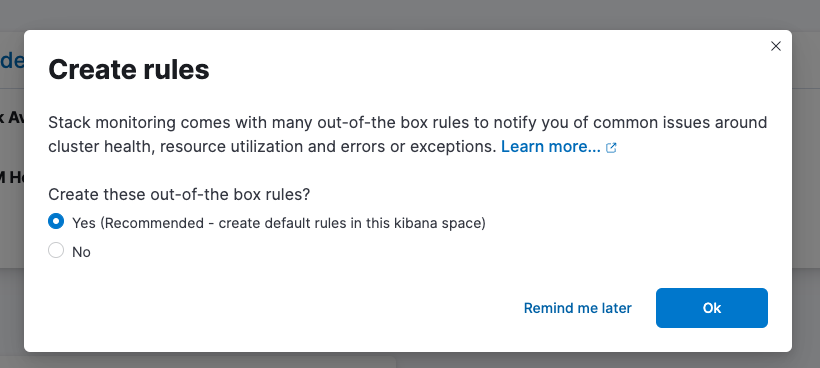 Create rules
de
k Av
Stack monitoring comes with many out-of-the box rules to notify you of common issues around
cluster health, resource utilization and errors or exceptions. Learn more...
M He
Create these out-of-the box rules?
Yes (Recommended - create default rules in this kibana space)
No
Remind me later
Ok